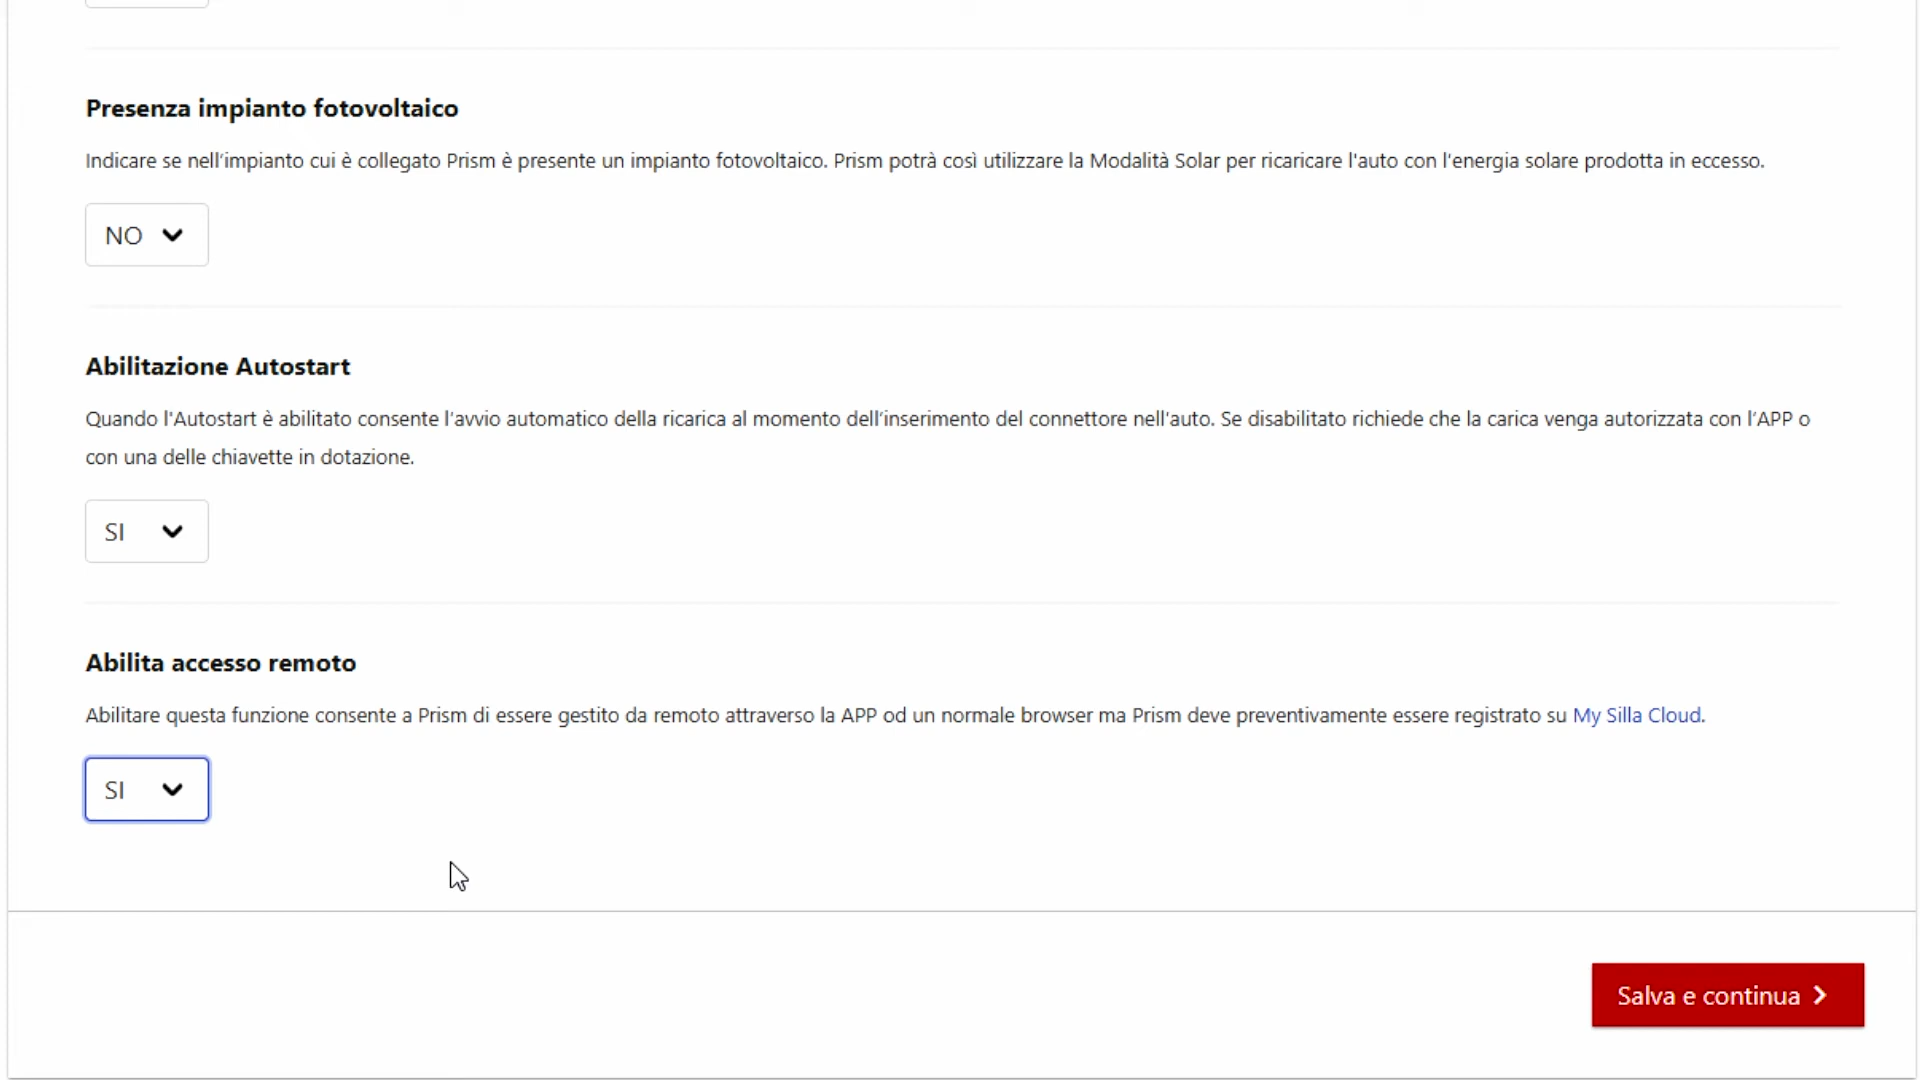 Presenza impianto fotovoltaico
Indicare se nell'impianto cui è collegato Prism è presente un impianto fotovoltaico. Prism potrà così utilizzare la Modalità Solar per ricaricare l'auto con l'energia solare prodotta in eccesso.
NO
Abilitazione Autostart
Quando l'Autostart è abilitato consente l'avvio automatico della ricarica al momento dell'inserimento del connettore nell'auto. Se disabilitato richiede che la carica venga autorizzata con l'APP o
con una delle chiavette in dotazione.
SI
Abilita accesso remoto
Abilitare questa funzione consente a Prism di essere gestito da remoto attraverso la APP od un normale browser ma Prism deve preventivamente essere registrato su My Silla Cloud.
SI
Salva e continua